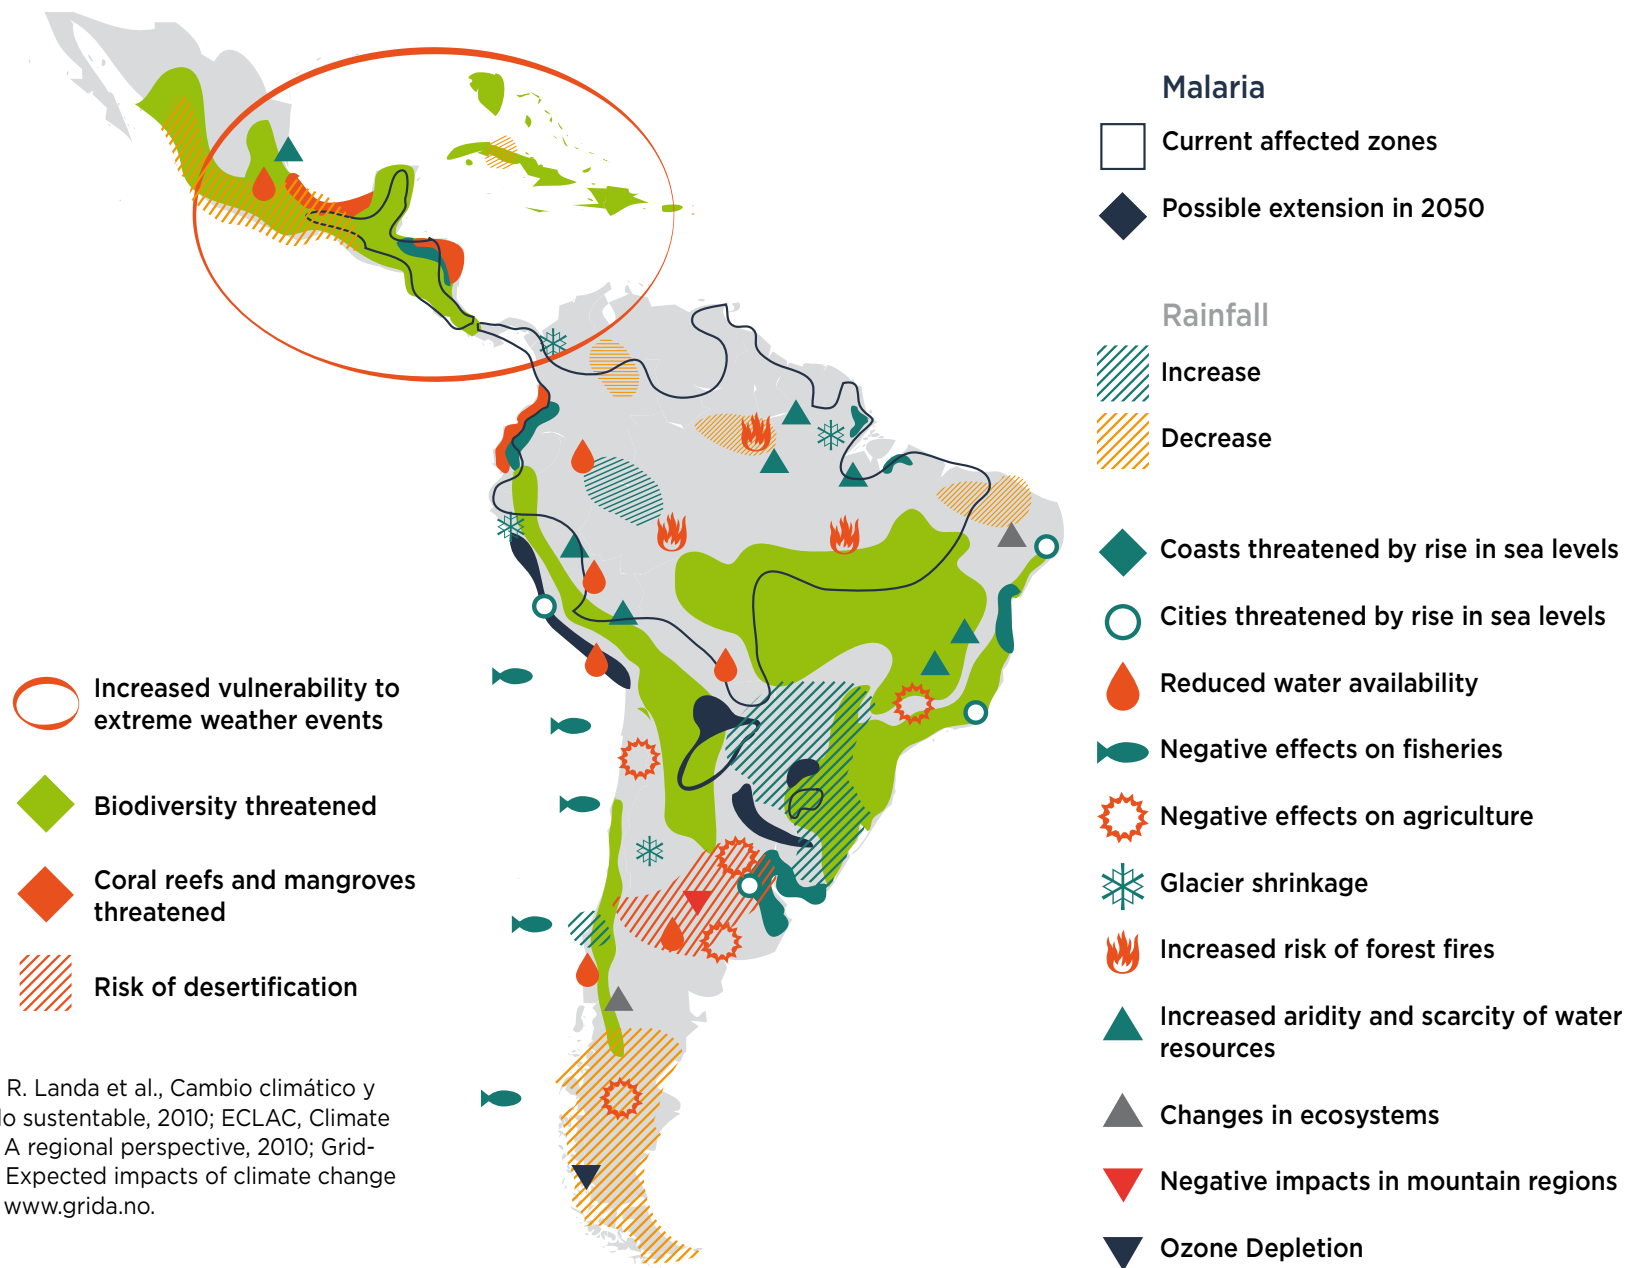 Malaria
Current affected zones
Possible extension in 2050
Rainfall
Increase
Decrease
Coasts threatened by rise in sea levels
Cities threatened by rise in sea levels
Reduced water availability
Negative effects on fisheries
Negative effects on agriculture
Glacier shrinkage
Increased risk of forest fires
Increased aridity and scarcity of water
resources
Changes in ecosystems
Negative impacts in mountain regions
Ozone Depletion
Increased vulnerability to
extreme weather events
Biodiversity threatened
Coral reefs and mangroves
threatened
Risk of desertification
R. Landa et al., Cambio climático y
lo sustentable, 2010; ECLAC, Climate
A regional perspective, 2010; Grid-
Expected impacts of climate change
www.grida.no.